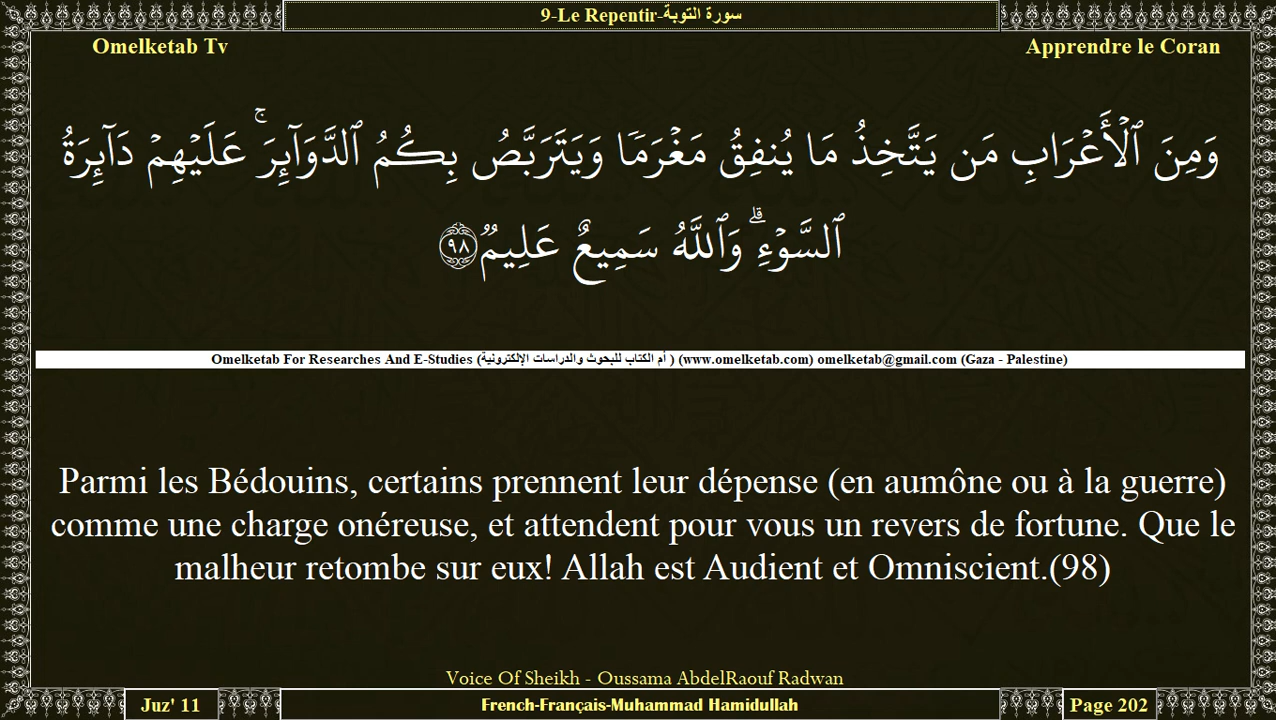 9-Le Repentir-سورة التوبة
Omelketab Tv
Apprendre le Coran
وَمِنَ ٱلْأَعْرَابِ مَن يَتَّخِذُ مَا يُنفِقُ مَغْرَمًا وَيَتَرَبَّصُ بِكُمُ ٱلدَّوَآئِرَ ۚ عَلَيْهِمْ دَآئِرَةُ
ٱلسَّوْءِ ۗ وَٱللَّهُ سَمِيعٌ عَلِيمٌ ٩٨
Omelketab For Researches And E-Studies (أم الكتاب للبحوث والدراسات الإلكترونية ) (www.omelketab.com) omelketab@gmail.com (Gaza - Palestine)
Parmi les Bédouins, certains prennent leur dépense (en aumône ou à la guerre)
comme une charge onéreuse, et attendent pour vous un revers de fortune. Que le
malheur retombe sur eux! Allah est Audient et Omniscient.(98)
Voice Of Sheikh - Oussama AbdelRaouf Radwan
Juz' 11
French-Français-Muhammad Hamidullah
Page 202